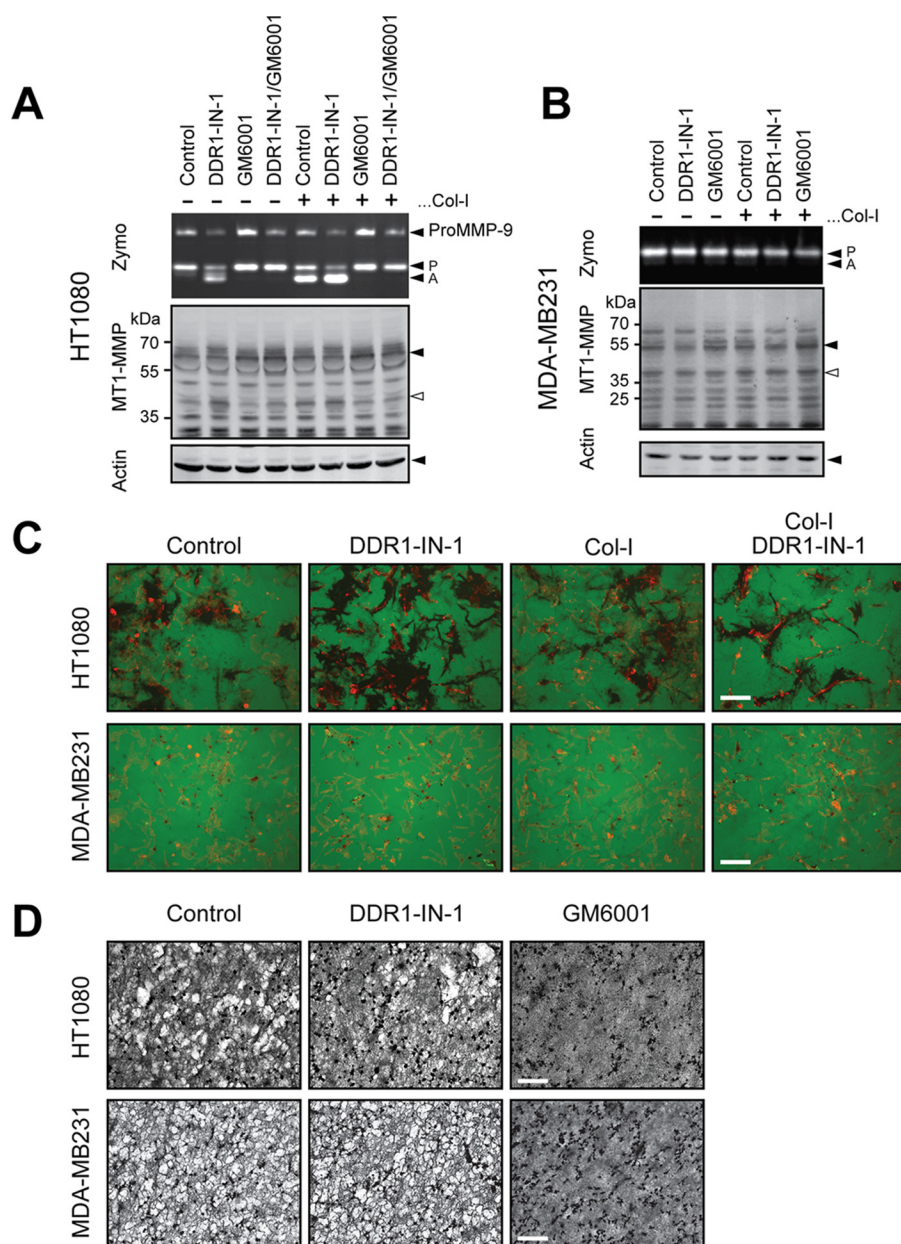 A
Control
DDR1-IN-1
GM6001
DDR1-IN-1/GM6001
Control
DDR1-IN-1
GM6001
DDR1-IN-1/GM6001
− − − − + + + + ...Col-I
HT1080
Zymo
ProMMP-9
P
A
MT1-MMP
kDa
70
55
35
Actin
B
Control
DDR1-IN-1
GM6001
Control
DDR1-IN-1
GM6001
− − − + + + ...Col-I
MDA-MB231
Zymo
P
A
MT1-MMP
kDa
70
55
35
25
Actin
C
Control
DDR1-IN-1
Col-I
Col-I
DDR1-IN-1
HT1080
MDA-MB231
D
Control
DDR1-IN-1
GM6001
HT1080
MDA-MB231